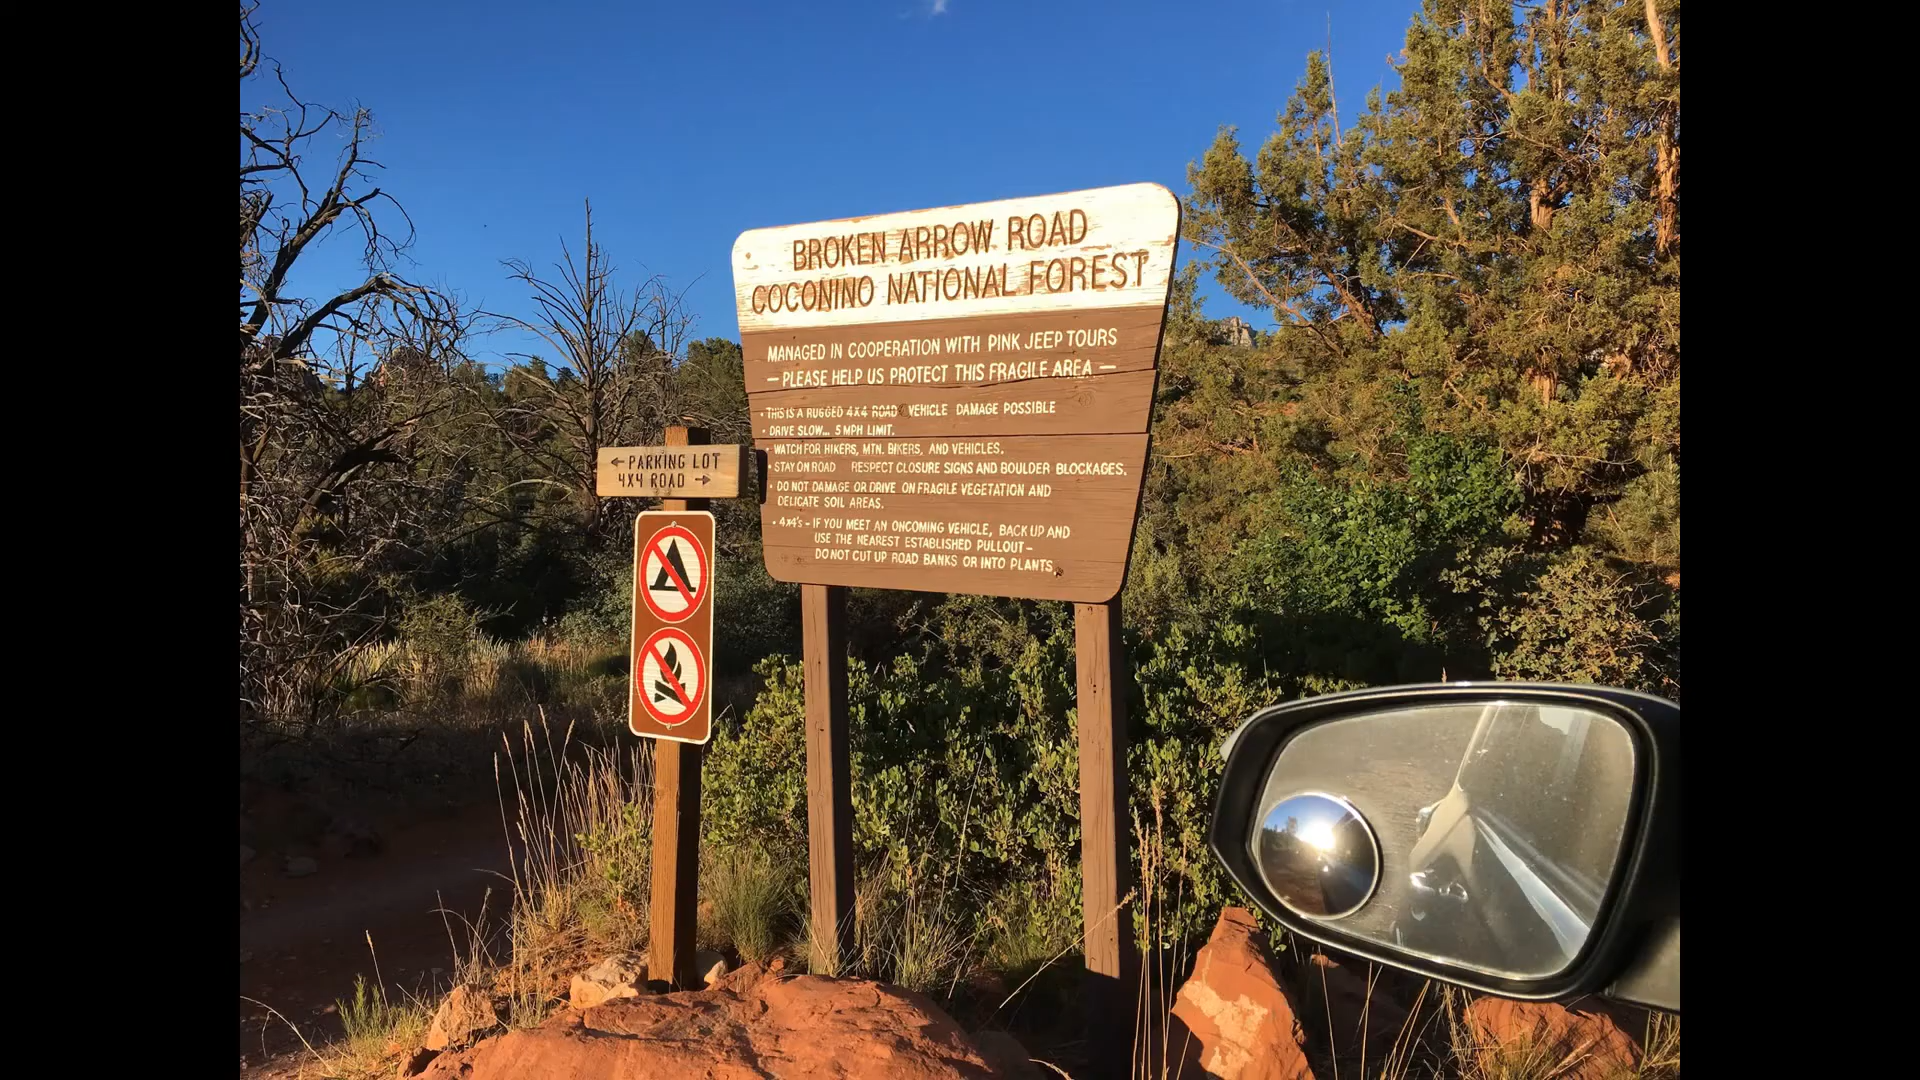 BROKEN ARROW ROAD
COCONINO NATIONAL FOREST
MANAGED IN COOPERATION WITH PINK JEEP TOURS
— PLEASE HELP US PROTECT THIS FRAGILE AREA —
• THIS IS A RUGGED 4X4 ROAD VEHICLE DAMAGE POSSIBLE
• DRIVE SLOW... 5 MPH LIMIT.
• WATCH FOR HIKERS, MTN. BIKERS, AND VEHICLES.
• STAY ON ROAD RESPECT CLOSURE SIGNS AND BOULDER BLOCKAGES.
• DO NOT DAMAGE OR DRIVE ON FRAGILE VEGETATION AND
DELICATE SOIL AREAS.
• 4X4's - IF YOU MEET AN ONCOMING VEHICLE, BACK UP AND
USE THE NEAREST ESTABLISHED PULLOUT -
DO NOT CUT UP ROAD BANKS OR INTO PLANTS.
← PARKING LOT
4X4 ROAD →